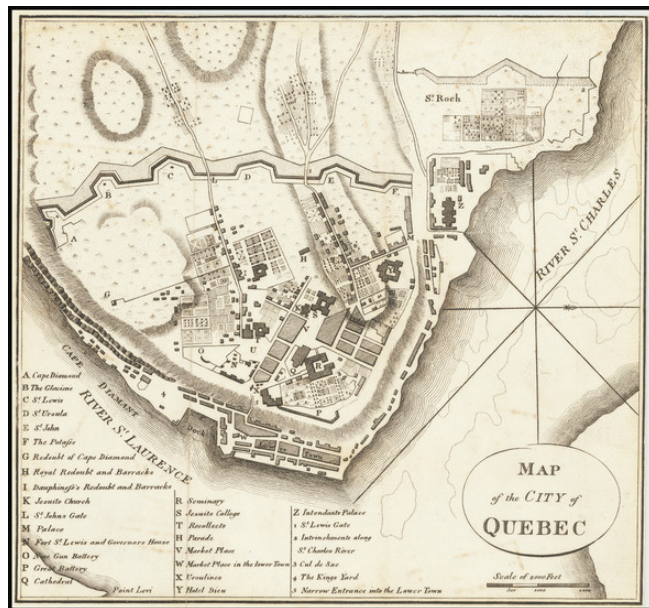 St. Roch
RIVER St. CHARLES
CAPE DIAMANT
RIVER St. LAURENCE
Dock
MAP
of the CITY of
QUEBEC
Scale of 2000 Feet
A Cape Diamond
B The Glaciere
C St. Lewis
D St. Ursula
E St. John
F The Potasse
G Redoubt of Cape Diamond
H Royal Redoubt and Barracks
I Dauphiness's Redoubt and Barracks
K Jesuits Church
L St. Johns Gate
M Palace
N Fort St. Lewis and Governors House
O Nine Gun Battery
P Great Battery
Q Cathedral
Point Levi
R Seminary
S Jesuits College
T Recollects
H Parade
V Market Place
W Market Place in the lower Town
X Ursulines
Y Hotel Dieu
Z Intendants Palace
1 St. Lewis Gate
2 Intrinchments along
St. Charles River
3 Cul de Sac
4 The Kings Yard
5 Narrow Entrance into the Lower Town